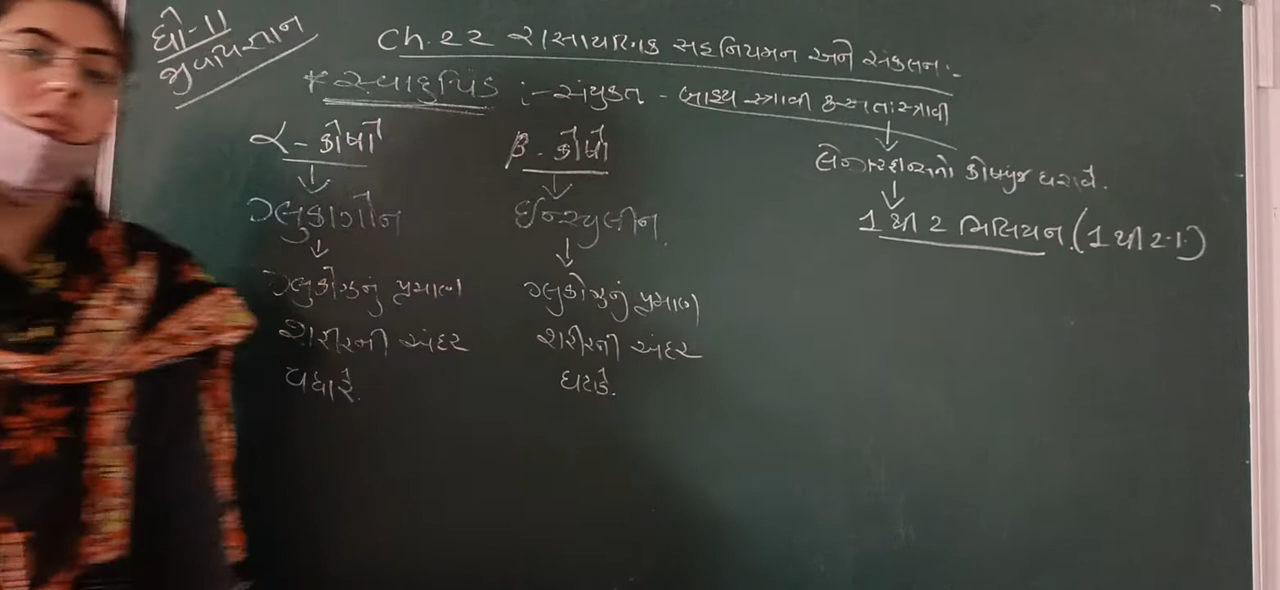 ધો-11
જીવવિજ્ઞાન
Ch. 22 રાસાયણિક સહનિયમન અને સંકલન:-
* સ્વાદુપિંડ :- સંયુક્ત - બાહ્ય સ્ત્રાવી અંતઃસ્ત્રાવી
α - કોષો
ગ્લુકાગોન
ગ્લુકોઝનું પ્રમાણ
શરીરની અંદર
વધારે.
β - કોષો
ઈન્સ્યુલીન.
ગ્લુકોઝનું પ્રમાણ
શરીરની અંદર
ઘટાડે.
લેન્ગરહાન્સનો કોષપુંજ ધરાવે.
1 થી 2 મિલિયન. (1 થી 2%)